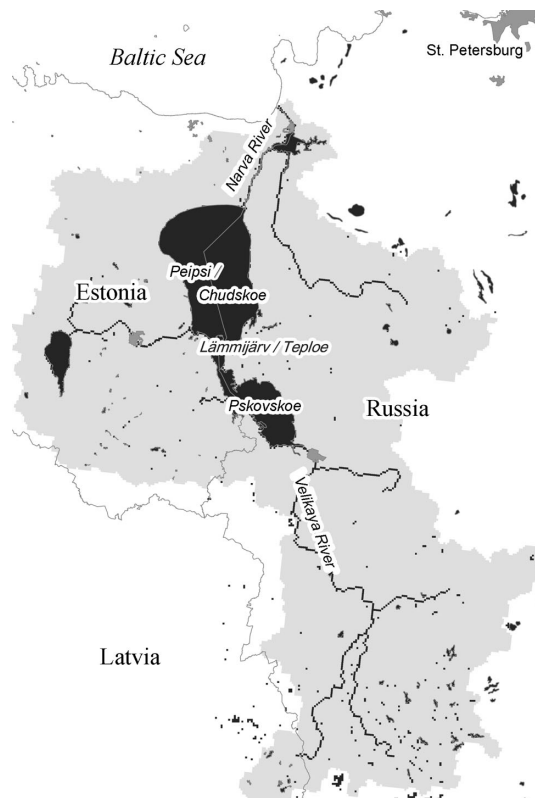 St. Petersburg
Baltic Sea
Narva River
Peipsi /
Chudskoe
Estonia
Lämmijärv / Teploe
Pskovskoe
Russia
Velikaya River
Latvia